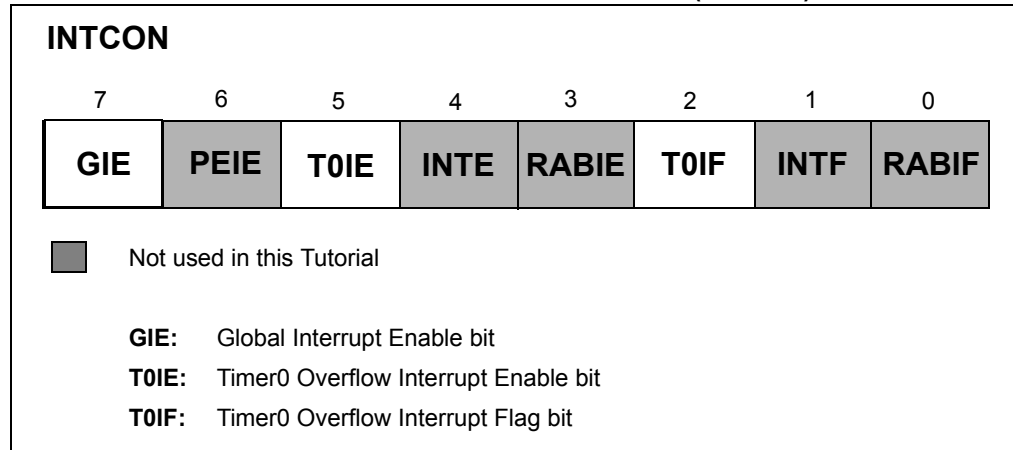 INTCON
7 6 5 4 3 2 1 0
GIE PEIE T0IE INTE RABIE T0IF INTF RABIF
Not used in this Tutorial
GIE: Global Interrupt Enable bit
T0IE: Timer0 Overflow Interrupt Enable bit
T0IF: Timer0 Overflow Interrupt Flag bit